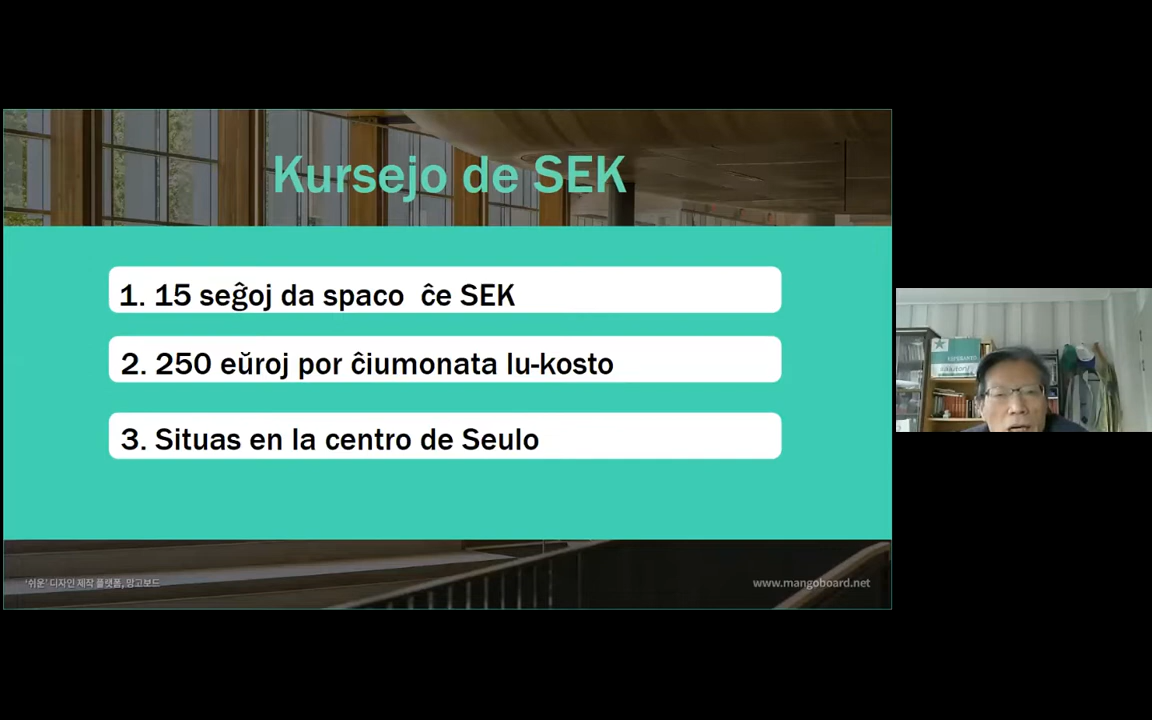 Kursejo de SEK
1. 15 seĝoj da spaco  ĉe SEK
2. 250 eŭroj por ĉiumonata lu-kosto
3. Situas en la centro de Seulo
‘쉬운’ 디자인 제작 플랫폼, 망고보드
www.mangoboard.net